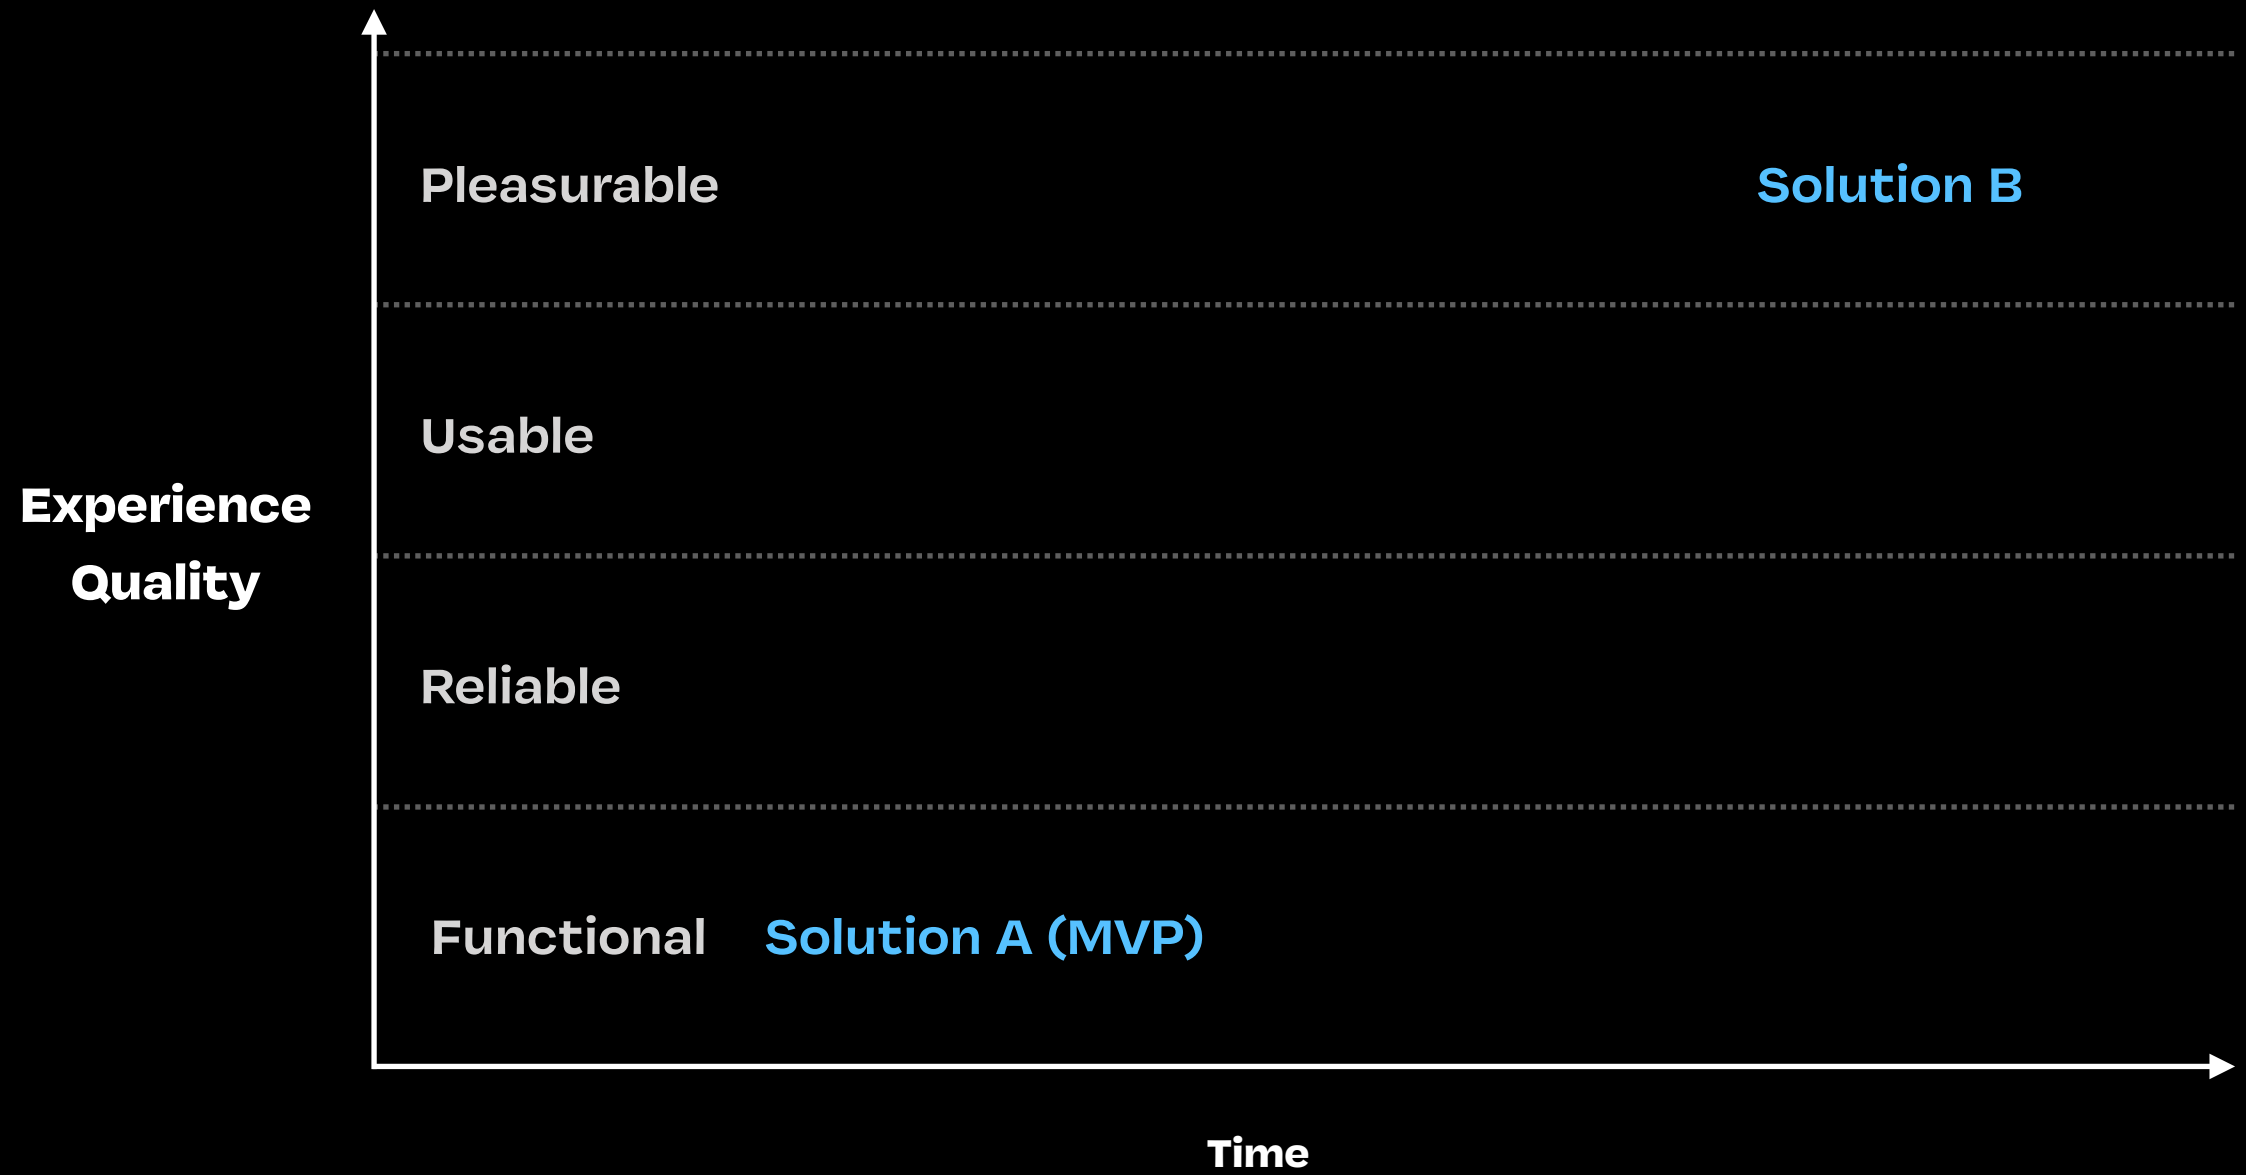 Pleasurable
Solution B
Usable
Experience
Quality
Reliable
Functional
Solution A (MVP)
Time